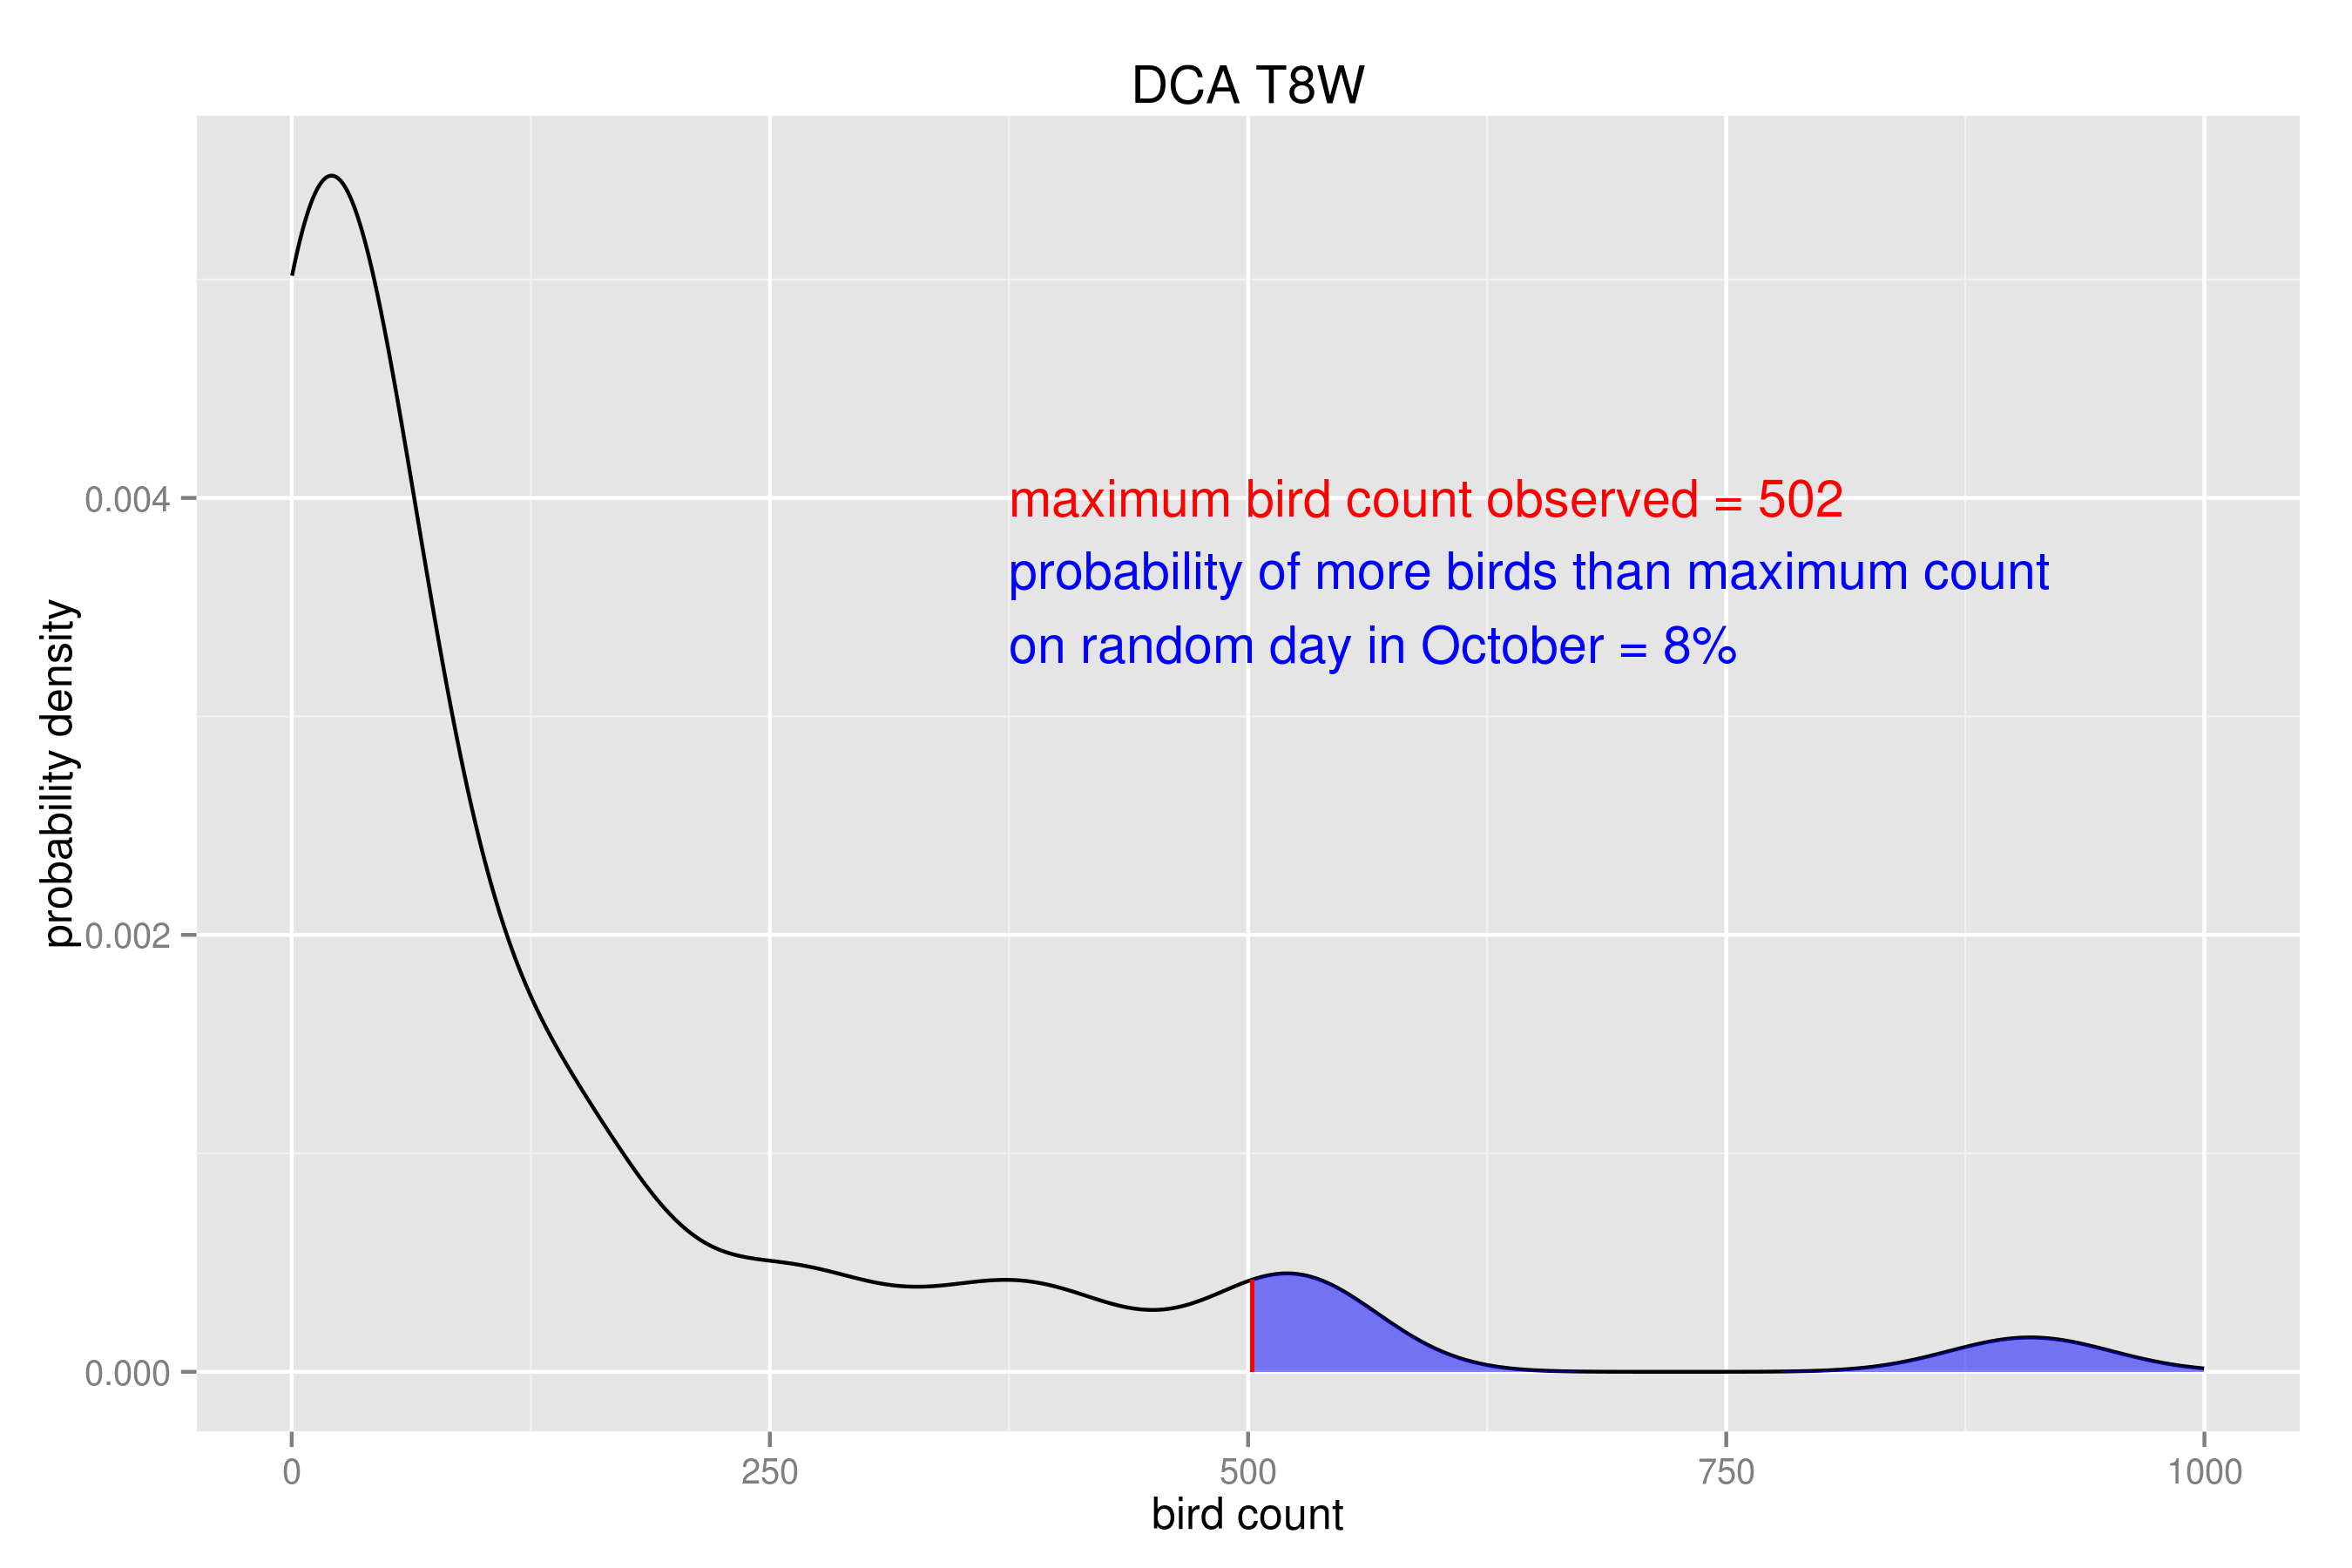 DCA T8W
maximum bird count observed = 502
probability of more birds than maximum count
on random day in October = 8%
probability density
0.004
0.002
0.000
0
250
500
750
1000
bird count